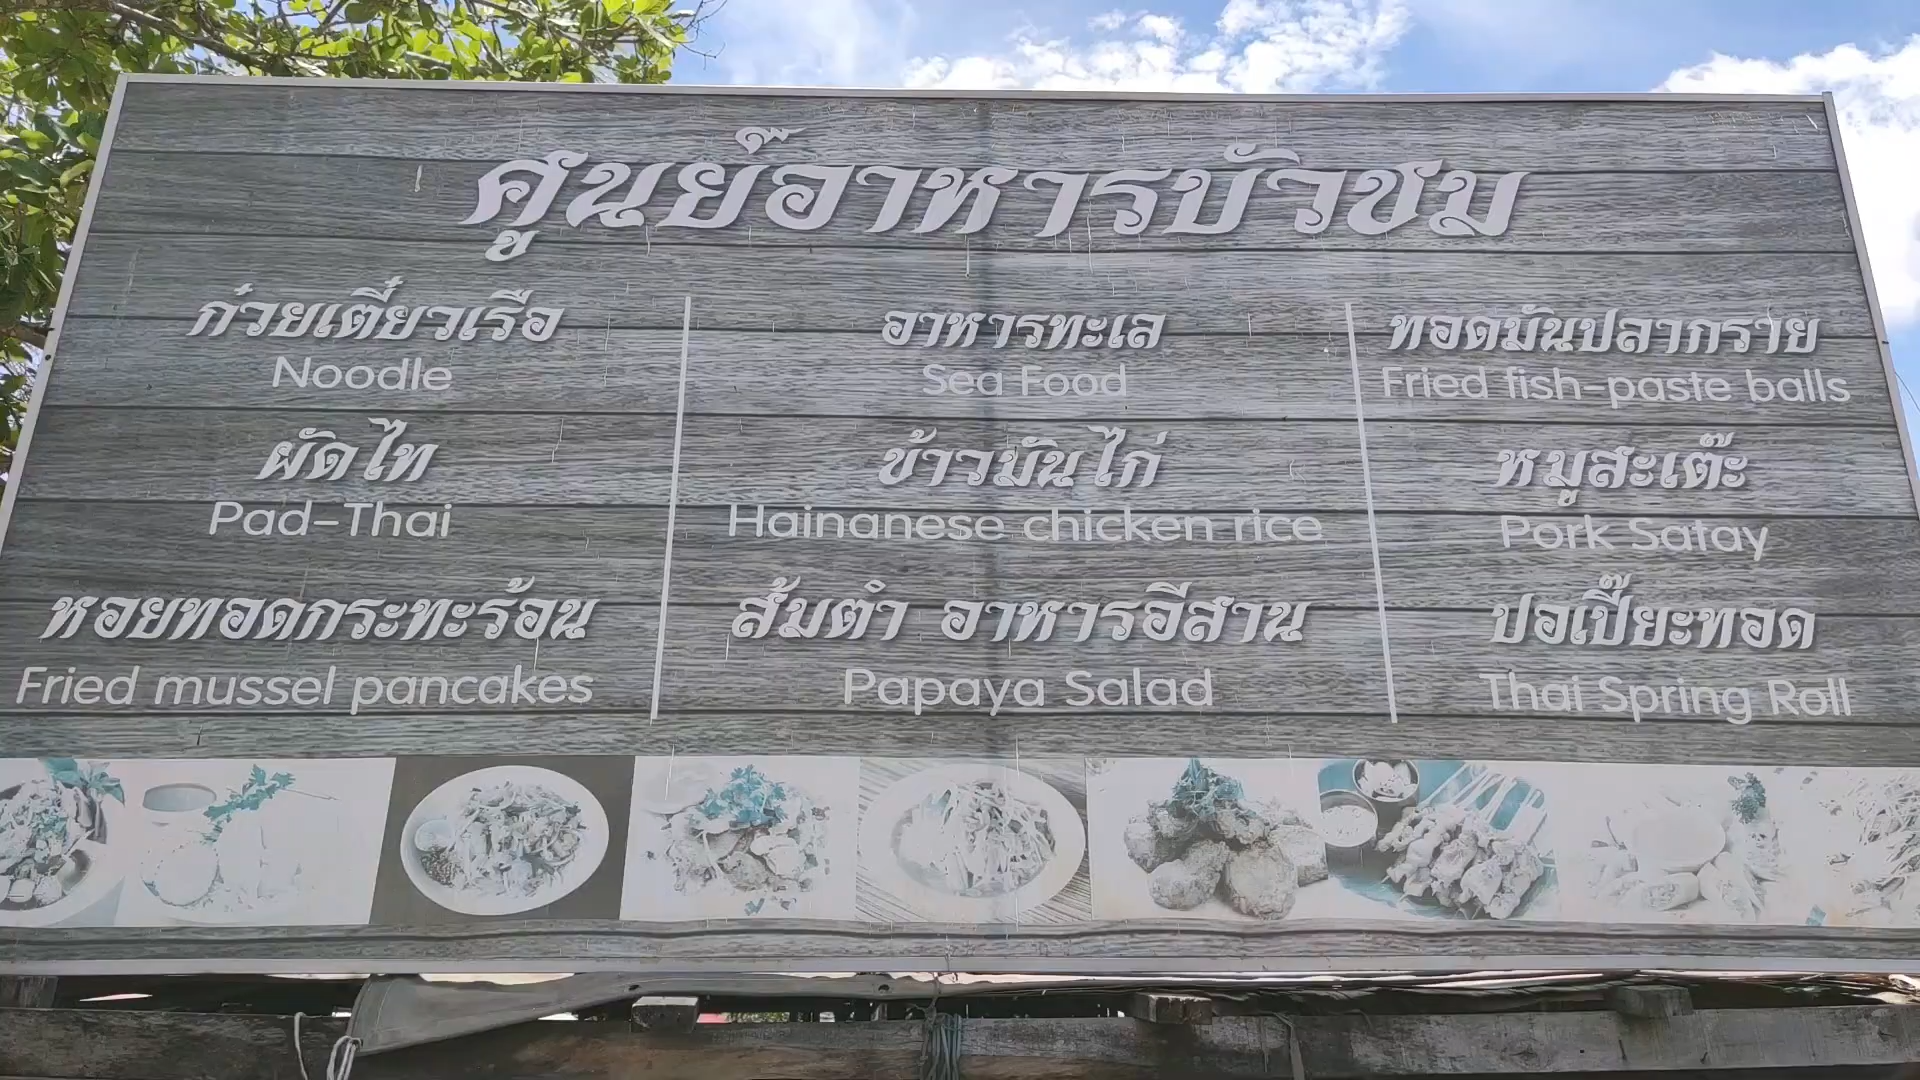 ศูนย์อาหารบัวชม
ก๋วยเตี๋ยวเรือ
Noodle
ผัดไท
Pad-Thai
หอยทอดกระทะร้อน
Fried mussel pancakes
อาหารทะเล
Sea Food
ข้าวมันไก่
Hainanese chicken rice
ส้มตำ อาหารอีสาน
Papaya Salad
ทอดมันปลากราย
Fried fish-paste balls
หมูสะเต๊ะ
Pork Satay
ปอเปี๊ยะทอด
Thai Spring Roll